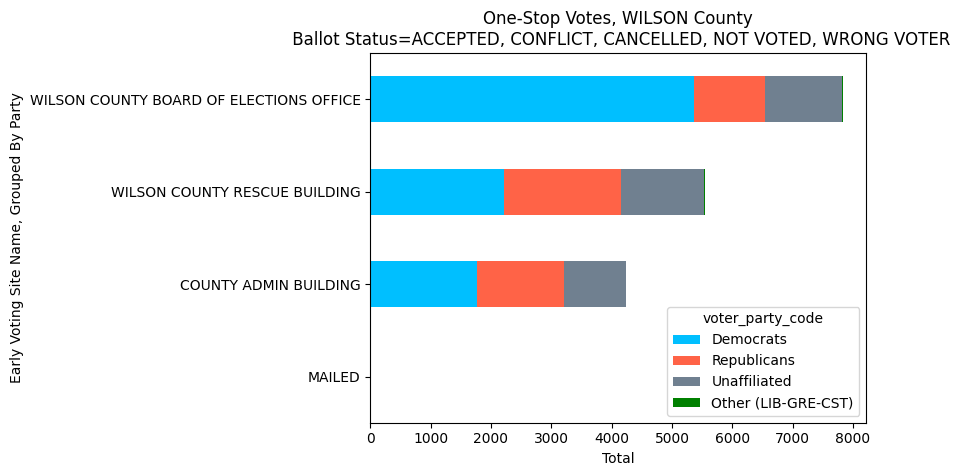 One-Stop Votes, WILSON County
Ballot Status=ACCEPTED, CONFLICT, CANCELLED, NOT VOTED, WRONG VOTER
Early Voting Site Name, Grouped By Party
WILSON COUNTY BOARD OF ELECTIONS OFFICE
WILSON COUNTY RESCUE BUILDING
COUNTY ADMIN BUILDING
MAILED
voter_party_code
Democrats
Republicans
Unaffiliated
Other (LIB-GRE-CST)
0 1000 2000 3000 4000 5000 6000 7000 8000
Total